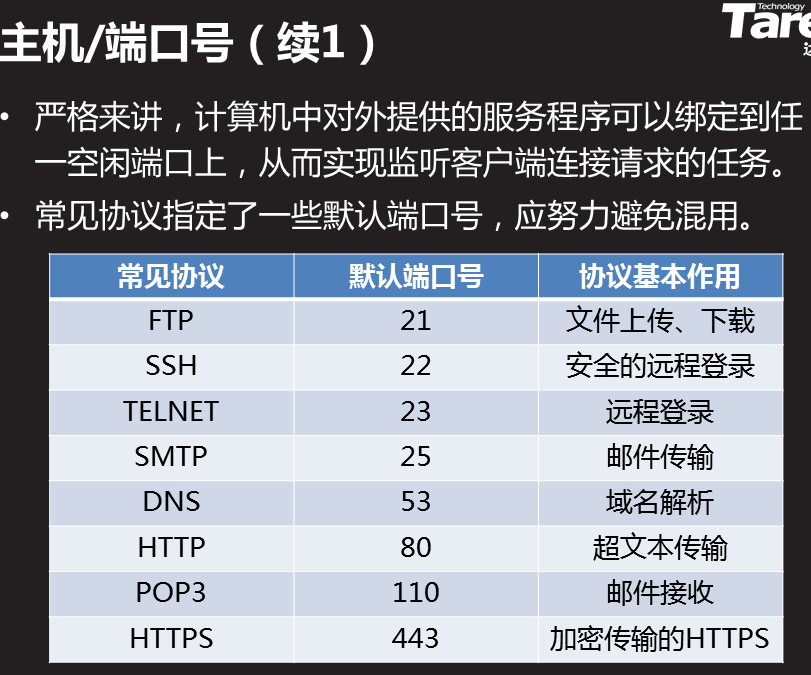 Technology
Tare
达
主机/端口号（续1）
• 严格来讲，计算机中对外提供的服务程序可以绑定到任
一空闲端口上，从而实现监听客户端连接请求的任务。
• 常见协议指定了一些默认端口号，应努力避免混用。
常见协议 默认端口号 协议基本作用
FTP 21 文件上传、下载
SSH 22 安全的远程登录
TELNET 23 远程登录
SMTP 25 邮件传输
DNS 53 域名解析
HTTP 80 超文本传输
POP3 110 邮件接收
HTTPS 443 加密传输的HTTPS